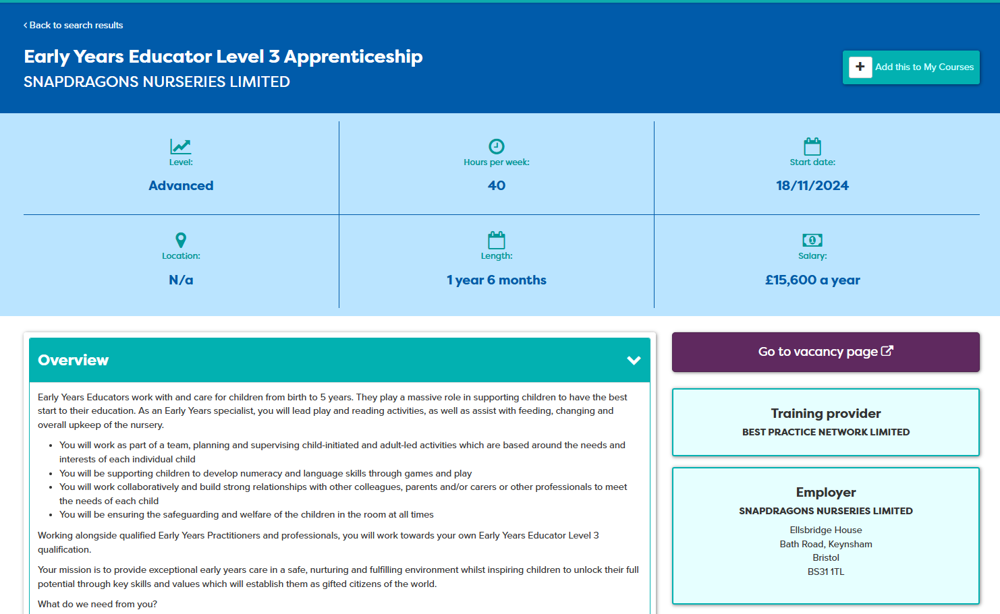 Back to search results
Early Years Educator Level 3 Apprenticeship
SNAPDRAGONS NURSERIES LIMITED
+ Add this to My Courses
Level:
Advanced
Hours per week:
40
Start date:
18/11/2024
Location:
N/a
Length:
1 year 6 months
Salary:
£15,600 a year
Overview
Early Years Educators work with and care for children from birth to 5 years. They play a massive role in supporting children to have the best
start to their education. As an Early Years specialist, you will lead play and reading activities, as well as assist with feeding, changing and
overall upkeep of the nursery.
• You will work as part of a team, planning and supervising child-initiated and adult-led activities which are based around the needs and
interests of each individual child
• You will be supporting children to develop numeracy and language skills through games and play
• You will work collaboratively and build strong relationships with other colleagues, parents and/or carers or other professionals to meet
the needs of each child
• You will be ensuring the safeguarding and welfare of the children in the room at all times
Working alongside qualified Early Years Practitioners and professionals, you will work towards your own Early Years Educator Level 3
qualification.
Your mission is to provide exceptional early years care in a safe, nurturing and fulfilling environment whilst inspiring children to unlock their full
potential through key skills and values which will establish them as gifted citizens of the world.
What do we need from you?
Go to vacancy page
Training provider
BEST PRACTICE NETWORK LIMITED
Employer
SNAPDRAGONS NURSERIES LIMITED
Ellsbridge House
Bath Road, Keynsham
Bristol
BS31 1TL